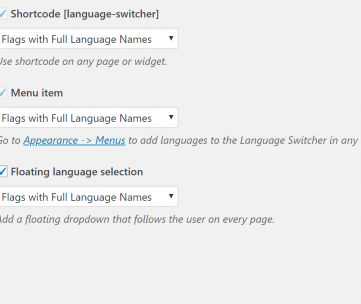 Shortcode [language-switcher]
Flags with Full Language Names
Use shortcode on any page or widget.
Menu item
Flags with Full Language Names
Go to Appearance -> Menus to add languages to the Language Switcher in any
Floating language selection
Flags with Full Language Names
Add a floating dropdown that follows the user on every page.